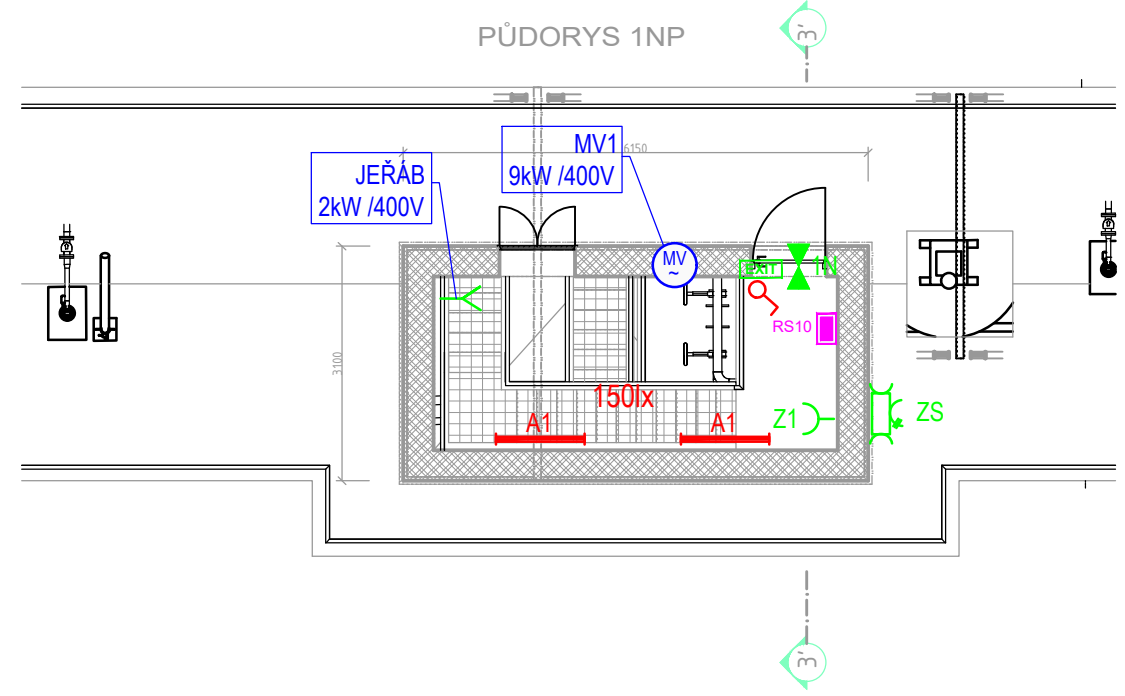 PŮDORYS 1NP
3'
6150
MV1
9kW /400V
JEŘÁB
2kW /400V
MV
~
EXIT
1N
RS10
3100
150lx
A1
A1
Z1
ZS
3'